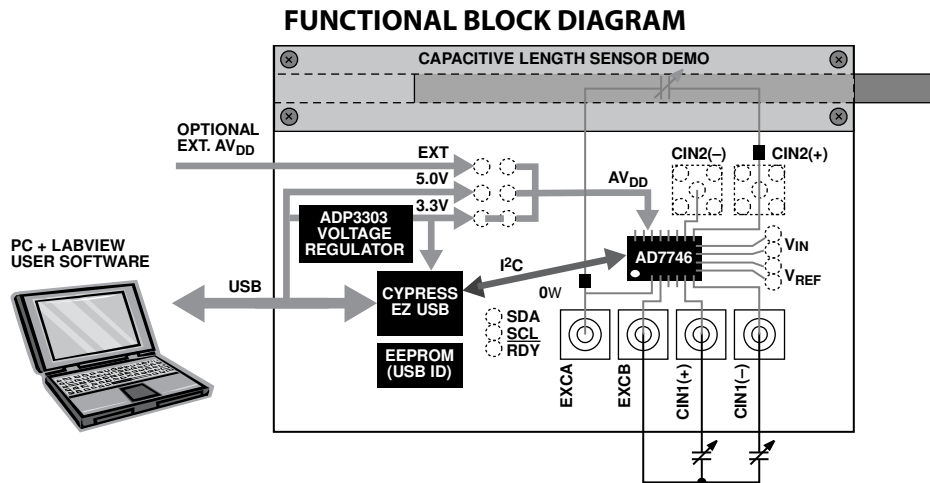 FUNCTIONAL BLOCK DIAGRAM
CAPACITIVE LENGTH SENSOR DEMO
OPTIONAL
EXT. AVDD
EXT
5.0V
3.3V
AVDD
CIN2(–)
CIN2(+)
ADP3303
VOLTAGE
REGULATOR
PC + LABVIEW
USER SOFTWARE
USB
CYPRESS
EZ USB
I²C
AD7746
VIN
VREF
0W
SDA
SCL
RDY
EEPROM
(USB ID)
EXCA
EXCB
CIN1(+)
CIN1(–)